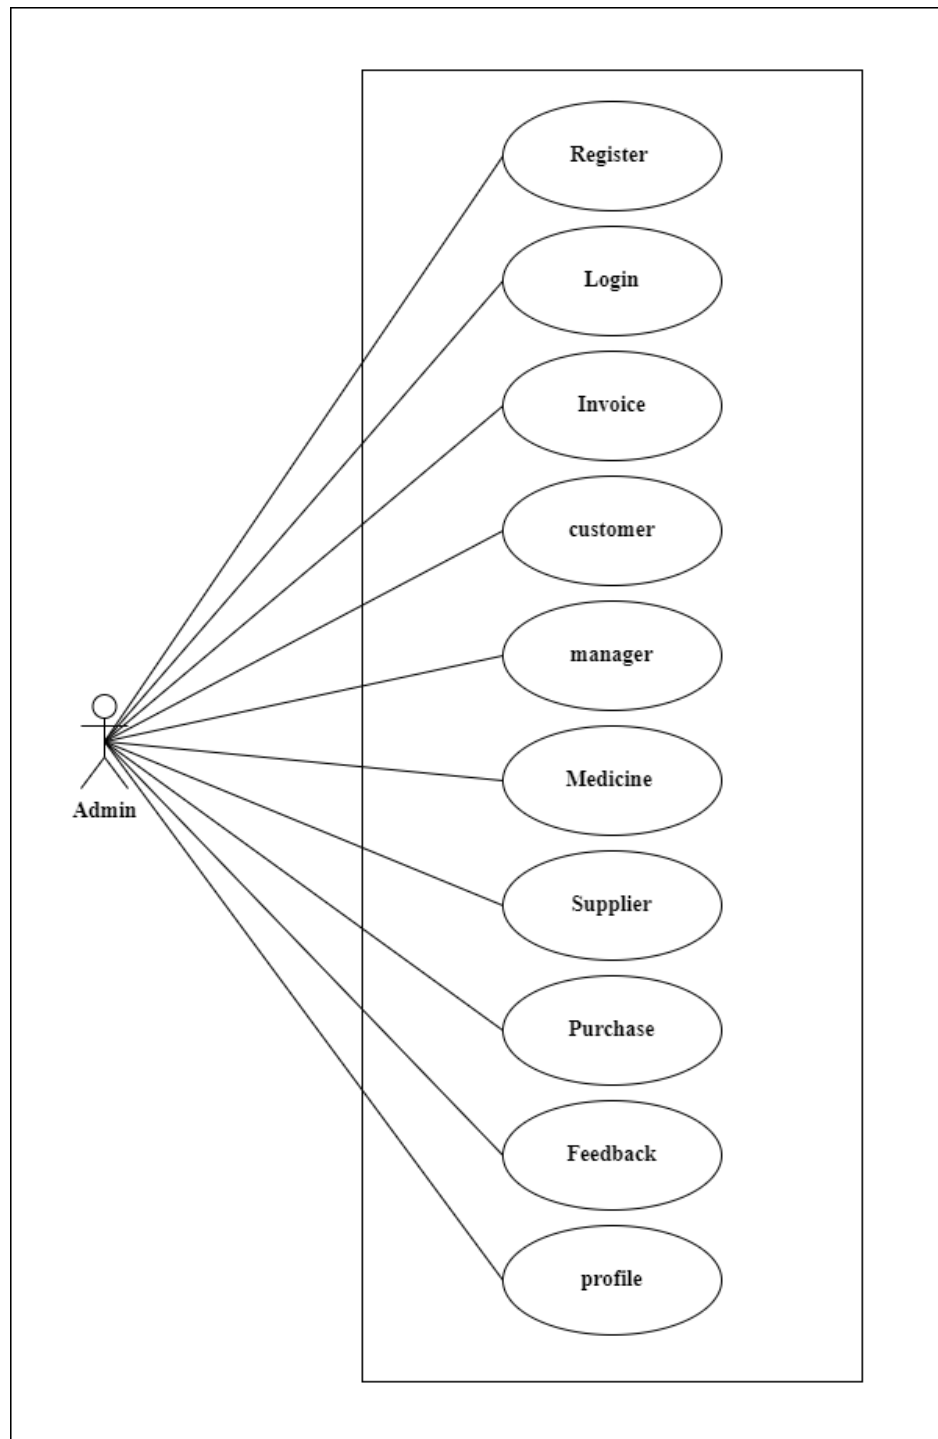 Register
Login
Invoice
customer
manager
Medicine
Admin
Supplier
Purchase
Feedback
profile